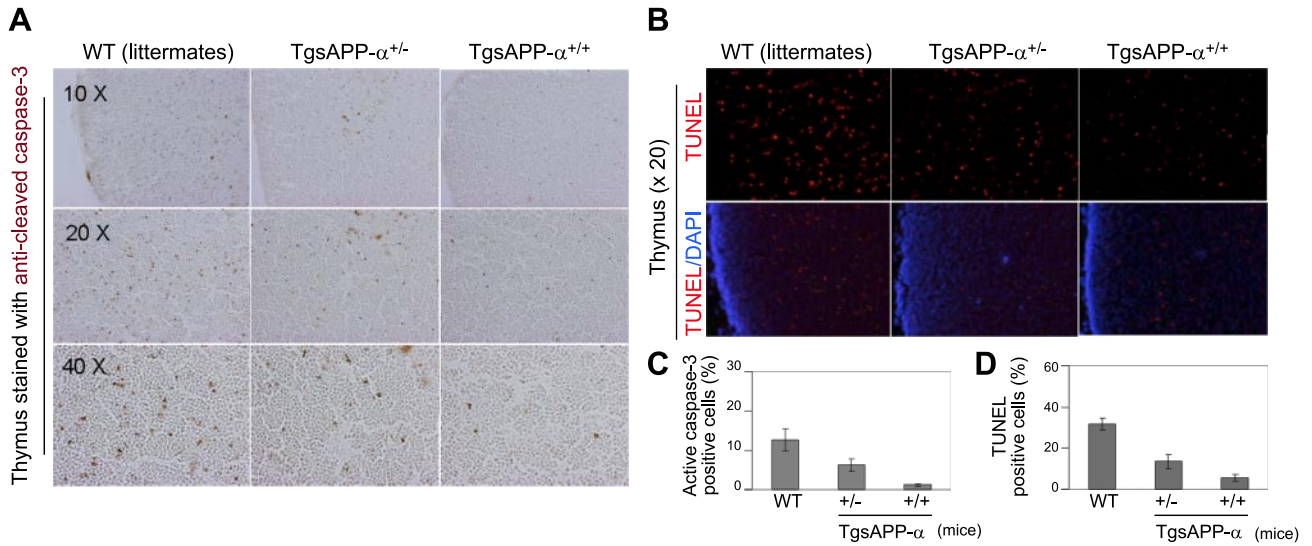 A
WT (littermates)
TgsAPP-α+/-
TgsAPP-α+/+
Thymus stained with anti-cleaved caspase-3
10 X
20 X
40 X
B
WT (littermates)
TgsAPP-α+/-
TgsAPP-α+/+
Thymus (x 20)
TUNEL
TUNEL/DAPI
C
Active caspase-3
positive cells (%)
30
20
10
0
WT
+/-
+/+
TgsAPP-α (mice)
D
TUNEL
positive cells (%)
60
40
20
0
WT
+/-
+/+
TgsAPP-α (mice)